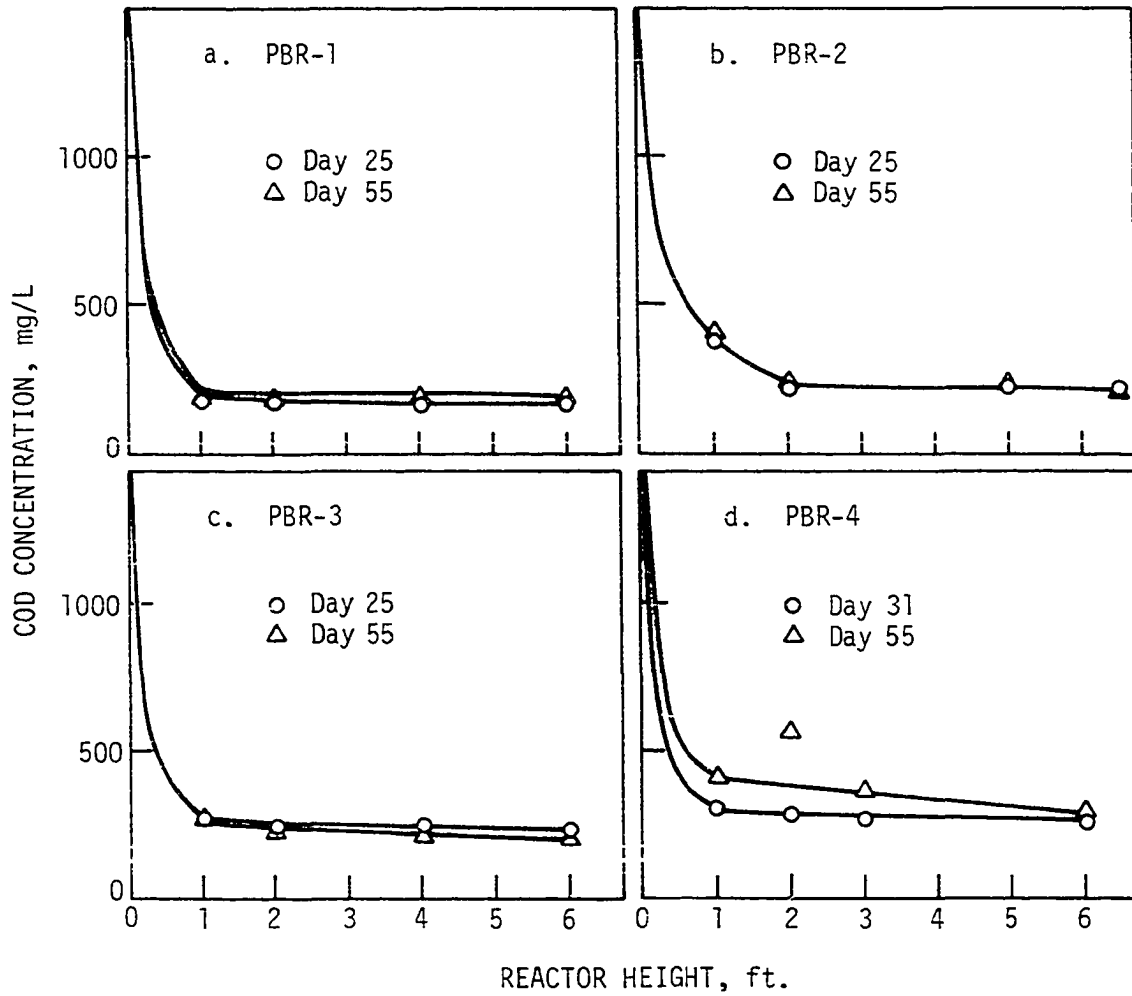 a. PBR-1
○ Day 25
△ Day 55
b. PBR-2
○ Day 25
△ Day 55
1000
500
0
c. PBR-3
○ Day 25
△ Day 55
d. PBR-4
○ Day 31
△ Day 55
1000
500
0
0 1 2 3 4 5 6
0 1 2 3 4 5 6
COD CONCENTRATION, mg/L
REACTOR HEIGHT, ft.